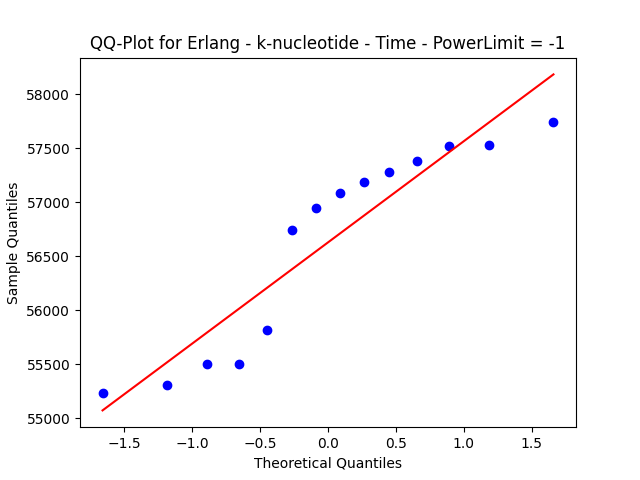 QQ-Plot for Erlang - k-nucleotide - Time - PowerLimit = -1
58000
57500
57000
56500
56000
55500
55000
Sample Quantiles
−1.5 −1.0 −0.5 0.0 0.5 1.0 1.5
Theoretical Quantiles